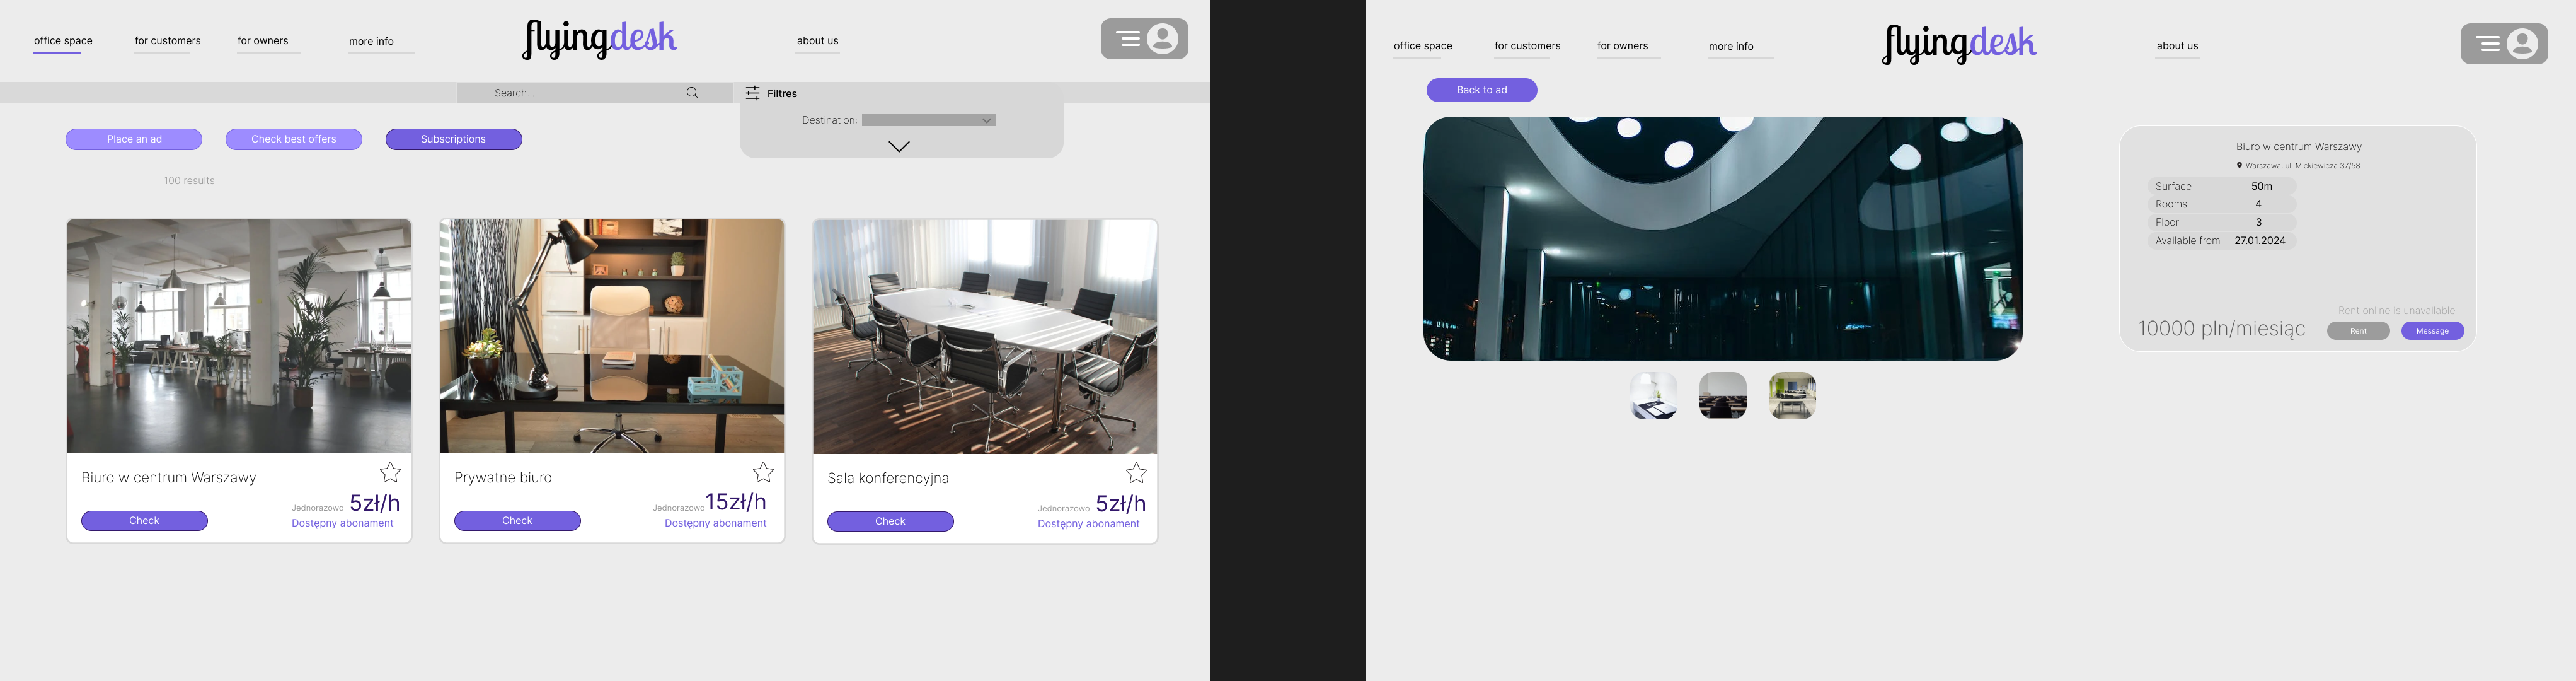 office space
for customers
for owners
more info
flyingdesk
about us
Search...
Filtres
Destination:
Place an ad
Check best offers
Subscriptions
100 results
Biuro w centrum Warszawy
Jednorazowo 5zł/h
Check
Dostępny abonament
Prywatne biuro
Jednorazowo 15zł/h
Check
Dostępny abonament
Sala konferencyjna
Jednorazowo 5zł/h
Check
Dostępny abonament
office space
for customers
for owners
more info
flyingdesk
about us
Back to ad
Biuro w centrum Warszawy
Warszawa, ul. Mickiewicza 37/58
Surface 50m
Rooms 4
Floor 3
Available from 27.01.2024
Rent online is unavailable
10000 pln/miesiąc
Rent
Message